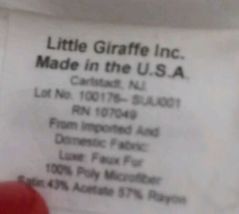 Little Giraffe Inc.
Made in the U.S.A.
Carlstadt, NJ.
Lot No. 100176– SUU001
RN 107049
From Imported And
Domestic Fabric:
Luxe: Faux Fur
100% Poly Microfiber
Satin: 43% Acetate 57% Rayon